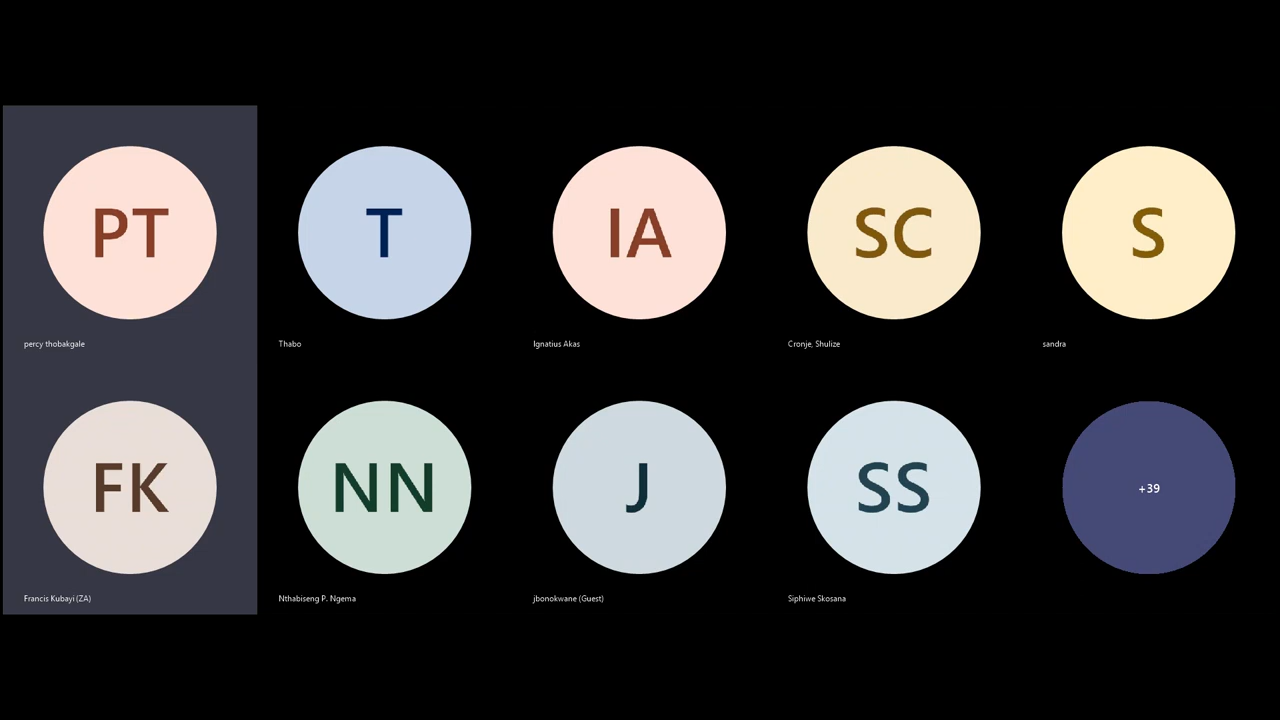 PT
T
IA
SC
S
percy thobakgale
Thabo
Ignatius Akas
Cronje, Shulize
sandra
FK
NN
J
SS
+39
Francis Kubayi (ZA)
Nthabiseng P. Ngema
jbonokwane (Guest)
Siphiwe Skosana